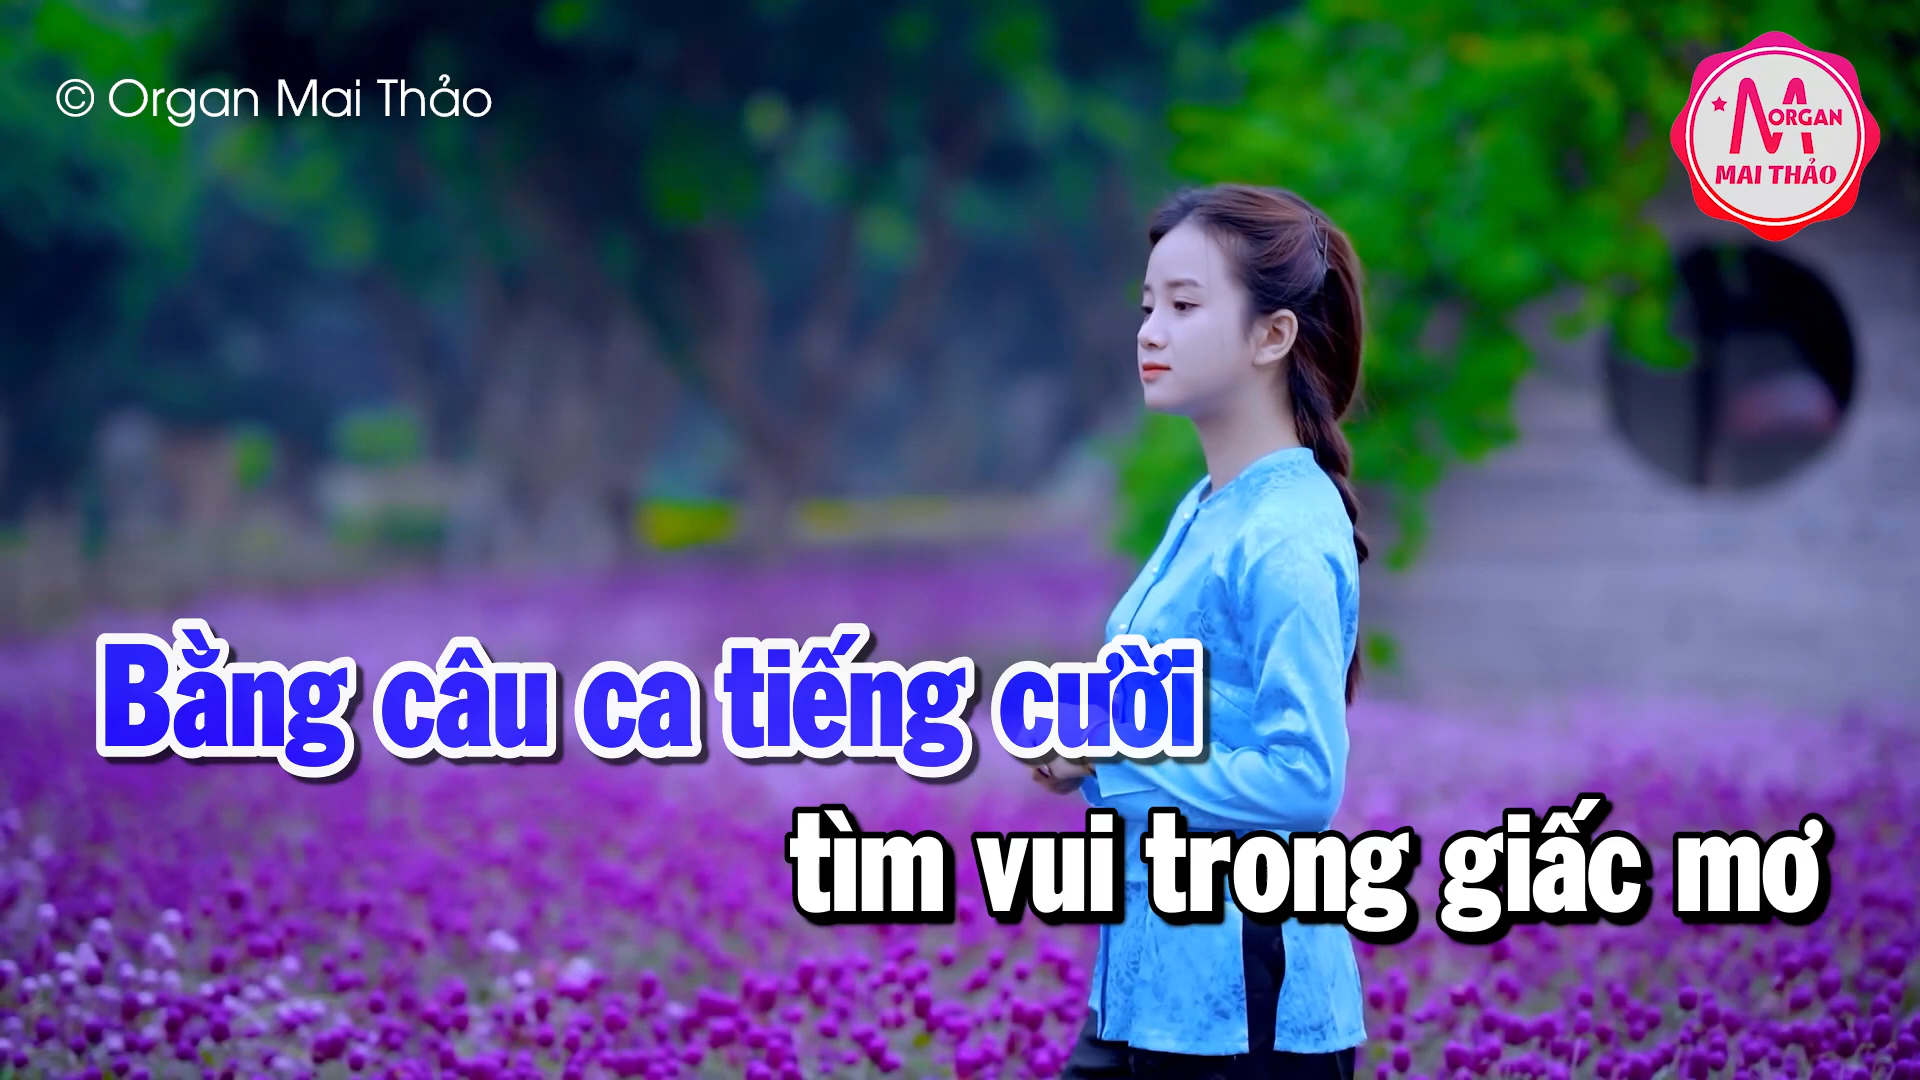 © Organ Mai Thảo
M ORGAN
MAI THẢO
Bằng câu ca tiếng cười
tìm vui trong giấc mơ